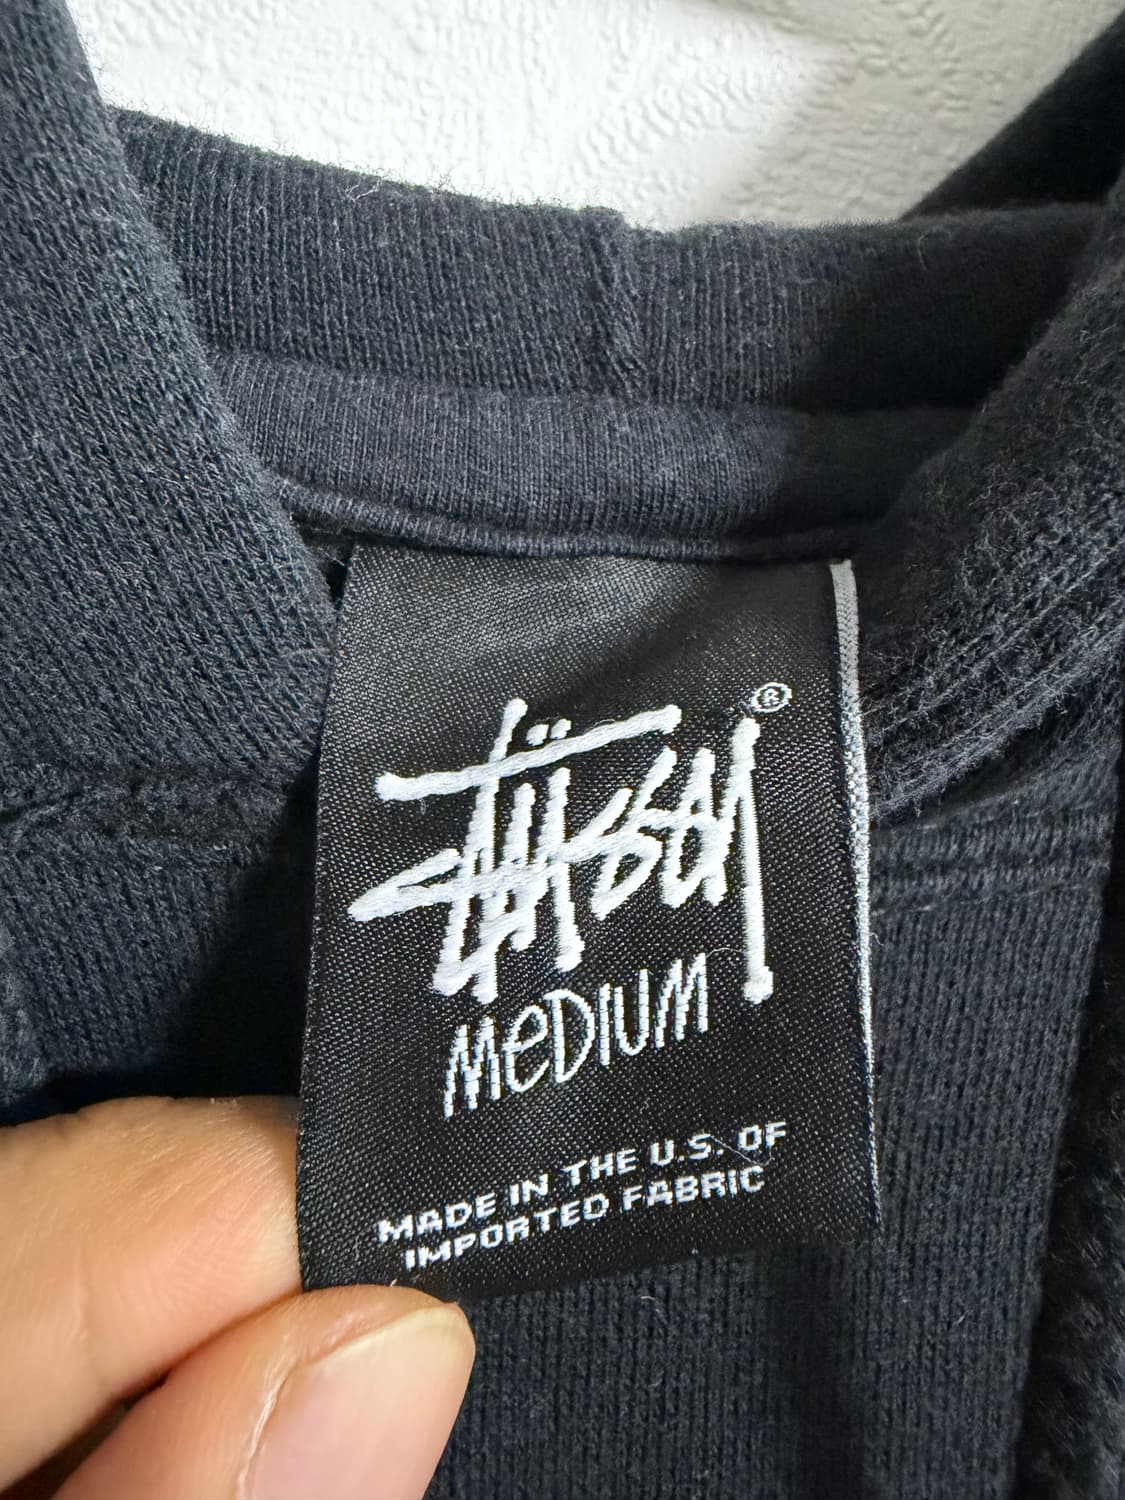 Stüssy®
MEDIUM
MADE IN THE U.S. OF
IMPORTED FABRIC